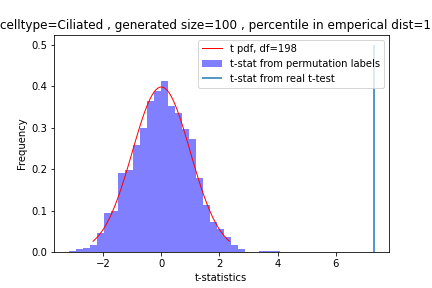 celltype=Ciliated , generated size=100 , percentile in emperical dist=1
t pdf, df=198
t-stat from permutation labels
t-stat from real t-test
Frequency
0.5
0.4
0.3
0.2
0.1
0.0
−2 0 2 4 6
t-statistics